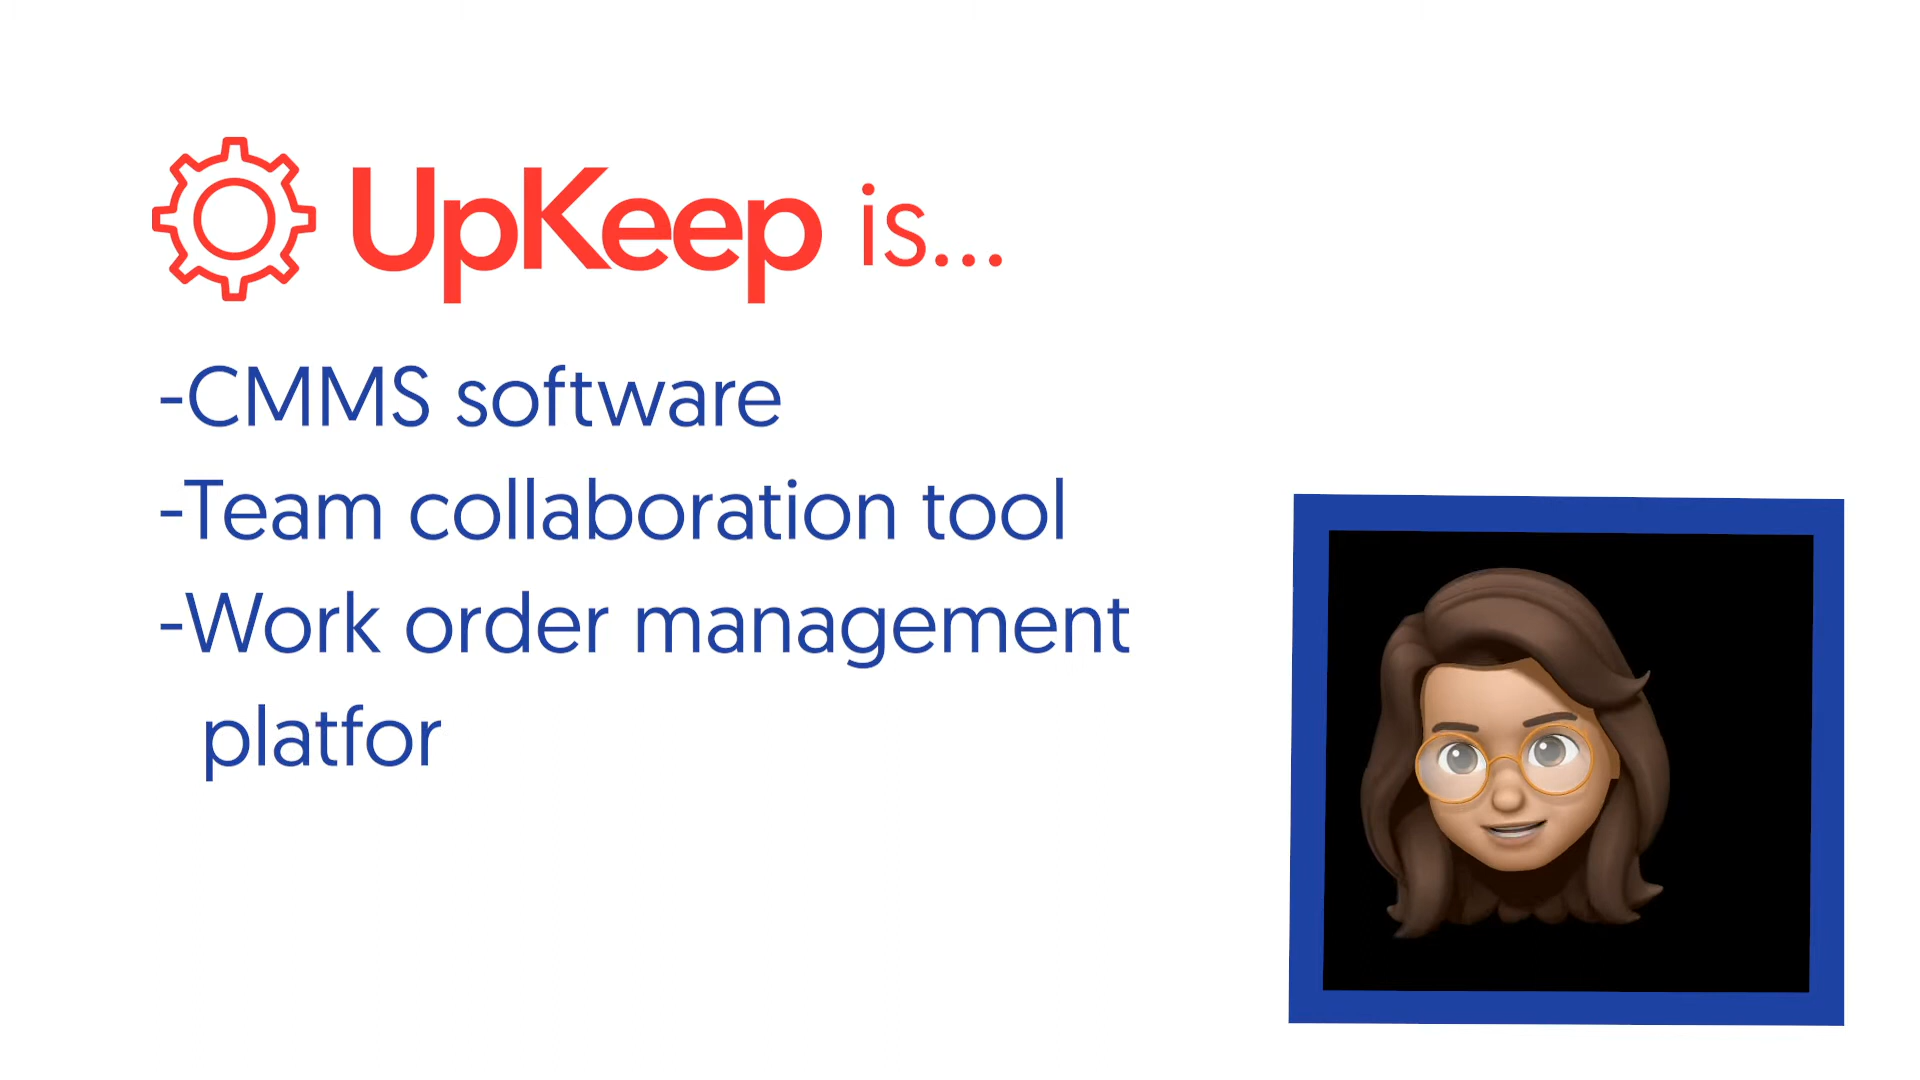 UpKeep is...
-CMMS software
-Team collaboration tool
-Work order management
platfor